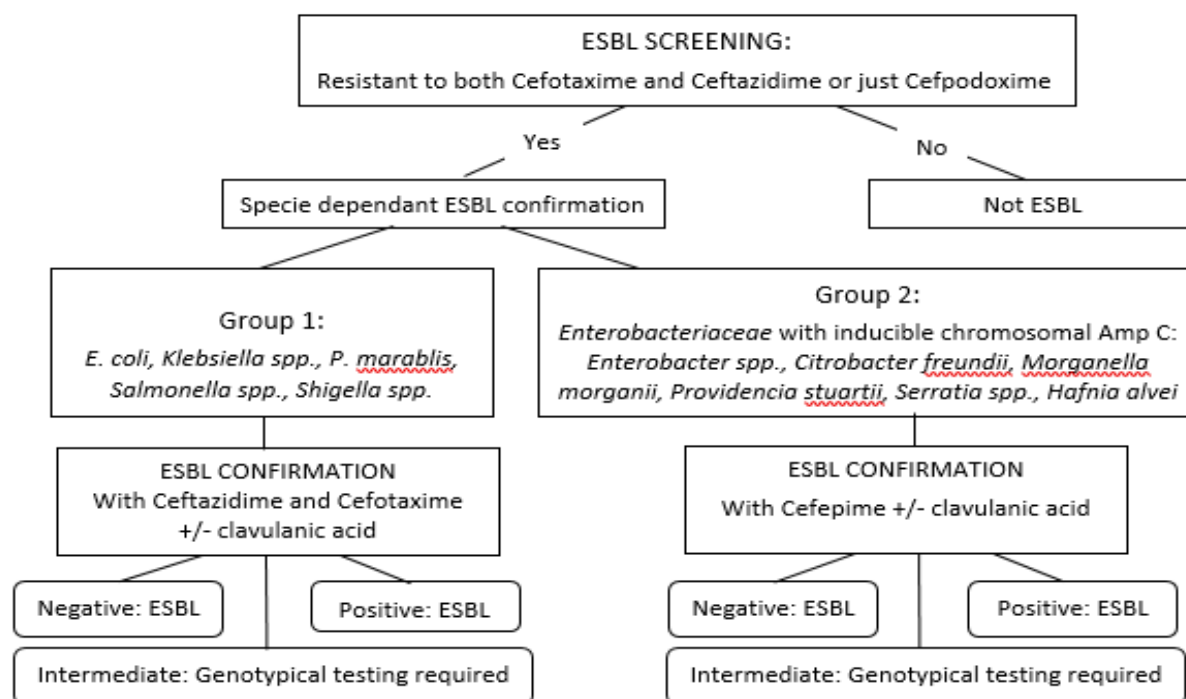 ESBL SCREENING:
Resistant to both Cefotaxime and Ceftazidime or just Cefpodoxime
Yes
No
Specie dependant ESBL confirmation
Not ESBL
Group 1:
E. coli, Klebsiella spp., P. marablis,
Salmonella spp., Shigella spp.
Group 2:
Enterobacteriaceae with inducible chromosomal Amp C:
Enterobacter spp., Citrobacter freundii, Morganella
morganii, Providencia stuartii, Serratia spp., Hafnia alvei
ESBL CONFIRMATION
With Ceftazidime and Cefotaxime
+/- clavulanic acid
ESBL CONFIRMATION
With Cefepime +/- clavulanic acid
Negative: ESBL
Positive: ESBL
Intermediate: Genotypical testing required
Negative: ESBL
Positive: ESBL
Intermediate: Genotypical testing required